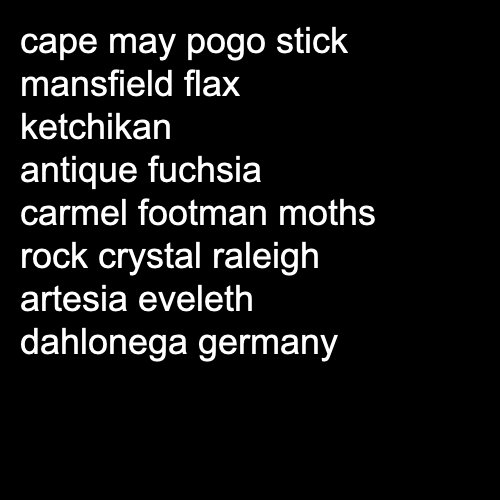 cape may pogo stick
mansfield flax
ketchikan
antique fuchsia
carmel footman moths
rock crystal raleigh
artesia eveleth
dahlonega germany